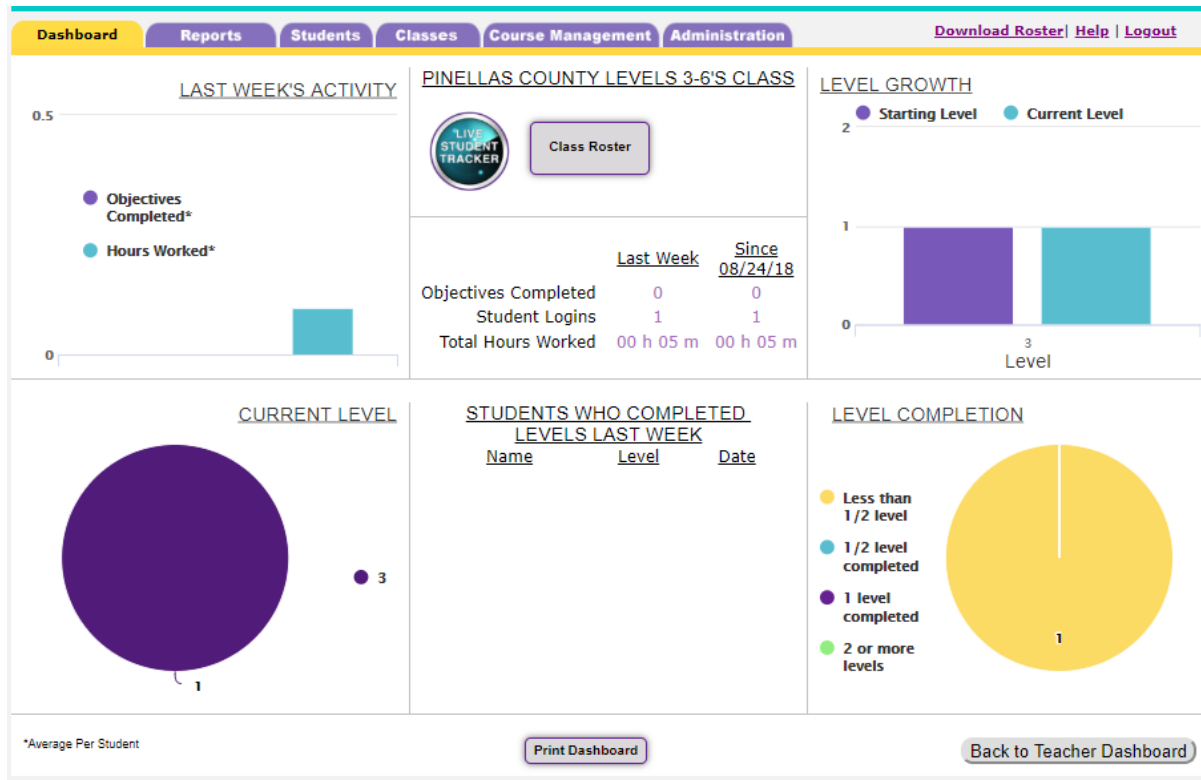 Dashboard
Reports
Students
Classes
Course Management
Administration
Download Roster| Help | Logout
LAST WEEK'S ACTIVITY
0.5
Objectives
Completed*
Hours Worked*
0
PINELLAS COUNTY LEVELS 3-6'S CLASS
"LIVE
STUDENT
TRACKER
Class Roster
Last Week
Since
08/24/18
Objectives Completed 0 0
Student Logins 1 1
Total Hours Worked 00 h 05 m 00 h 05 m
LEVEL GROWTH
Starting Level
Current Level
2
1
0
3
Level
CURRENT LEVEL
3
1
STUDENTS WHO COMPLETED
LEVELS LAST WEEK
Name Level Date
LEVEL COMPLETION
Less than
1/2 level
1/2 level
completed
1 level
completed
2 or more
levels
1
*Average Per Student
Print Dashboard
Back to Teacher Dashboard